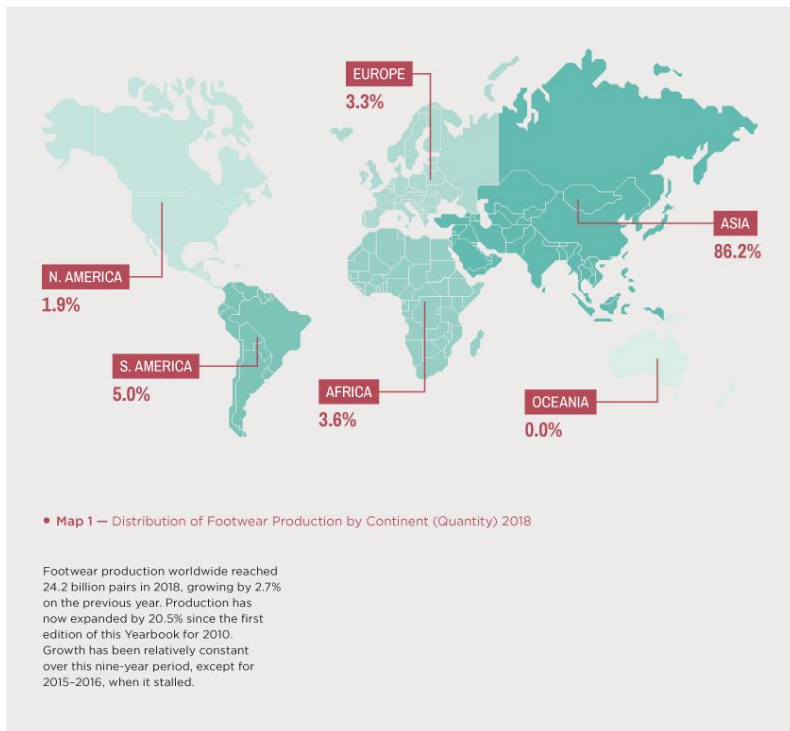 EUROPE
3.3%
ASIA
86.2%
N. AMERICA
1.9%
S. AMERICA
5.0%
AFRICA
3.6%
OCEANIA
0.0%
• Map 1 — Distribution of Footwear Production by Continent (Quantity) 2018
Footwear production worldwide reached
24.2 billion pairs in 2018, growing by 2.7%
on the previous year. Production has
now expanded by 20.5% since the first
edition of this Yearbook for 2010.
Growth has been relatively constant
over this nine-year period, except for
2015–2016, when it stalled.